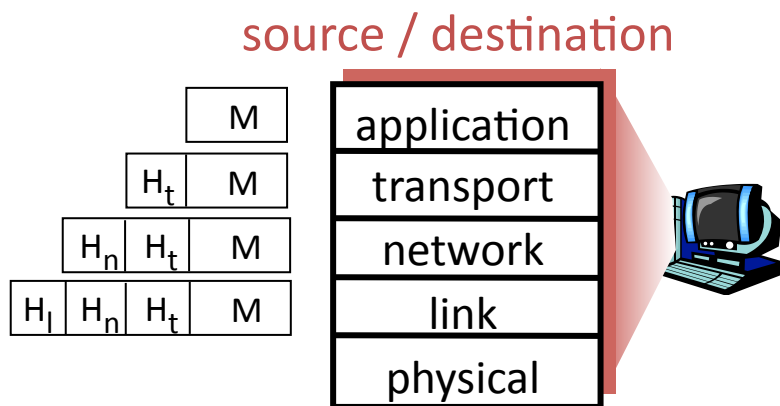 source / destination
M application
Ht M transport
Hn Ht M network
Hl Hn Ht M link
physical